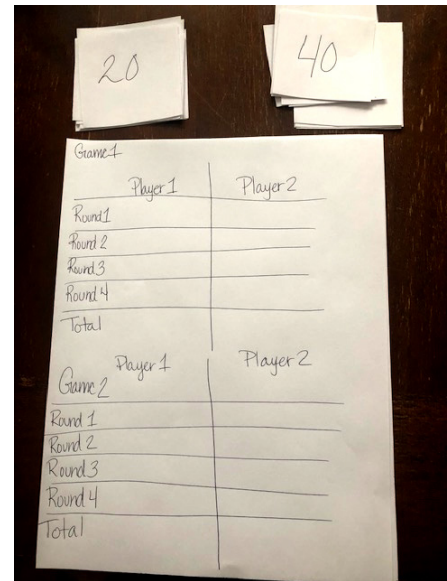 20
40
Game 1
Player 1 Player 2
Round 1
Round 2
Round 3
Round 4
Total
Player 1 Player 2
Game 2
Round 1
Round 2
Round 3
Round 4
Total